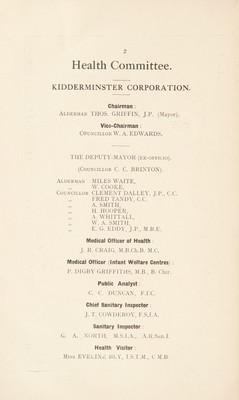 2
Health Committee.
KIDDERMINSTER CORPORATION.
Chairman :
ALDERMAN THOS. GRIFFIN, J.P. (Mayor).
Vice-Chairman :
COUNCILLOR W. A. EDWARDS.
THE DEPUTY-MAYOR (EX-OFFICIO).
(COUNCILLOR C. C. BRINTON).
ALDERMAN MILES WAITE,
„ W. COOKE,
COUNCILLOR CLEMENT DALLEY, J.P., C.C.
„ FRED TANDY, C.C.
„ A. SMITH,
„ H. HOOPER,
„ A. WHITTALL,
„ W. A. SMITH,
„ E. G. EDDY, J.P., M.B.E.
Medical Officer of Health :
J. R. CRAIG, M.B.Ch.B. M.C.
Medical Officer (Infant Welfare Centres) :
P. DIGBY GRIFFITHS, M.B., B. Chir.
Public Analyst :
C. C. DUNCAN, F.I.C.
Chief Sanitary Inspector :
J. T. COWDEROY, F.S.I.A.
Sanitary Inspector :
G. A. NORTH, M.S.I.A., A.R.San.I.
Health Visitor :
Miss I.S.T.M., C M.B.